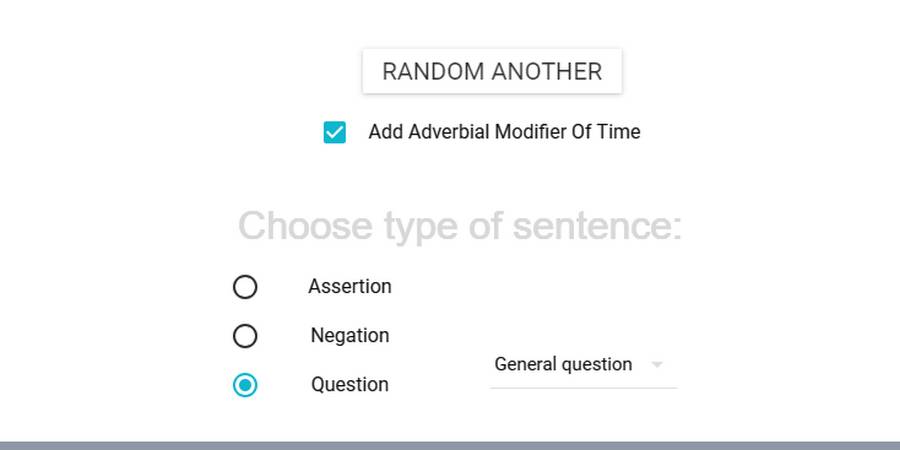 RANDOM ANOTHER
Add Adverbial Modifier Of Time
Choose type of sentence:
Assertion
Negation
General question
Question